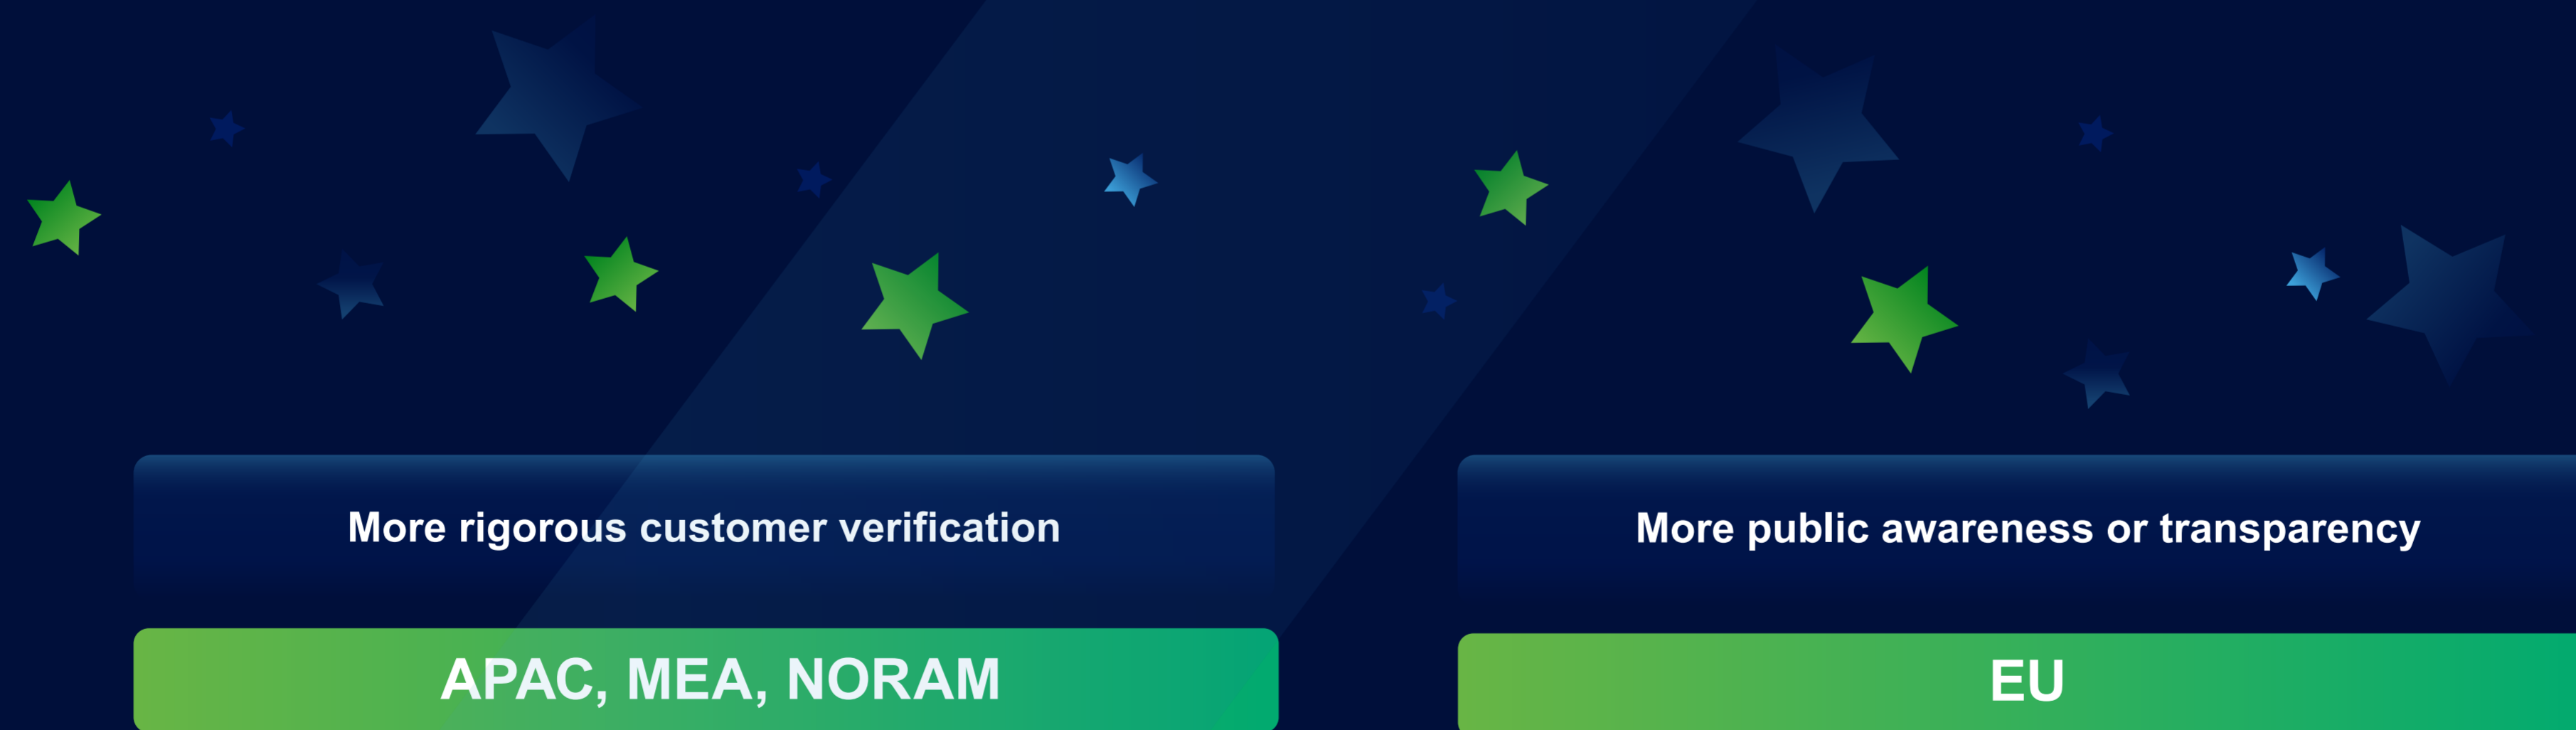 More rigorous customer verification
More public awareness or transparency
APAC, MEA, NORAM
EU